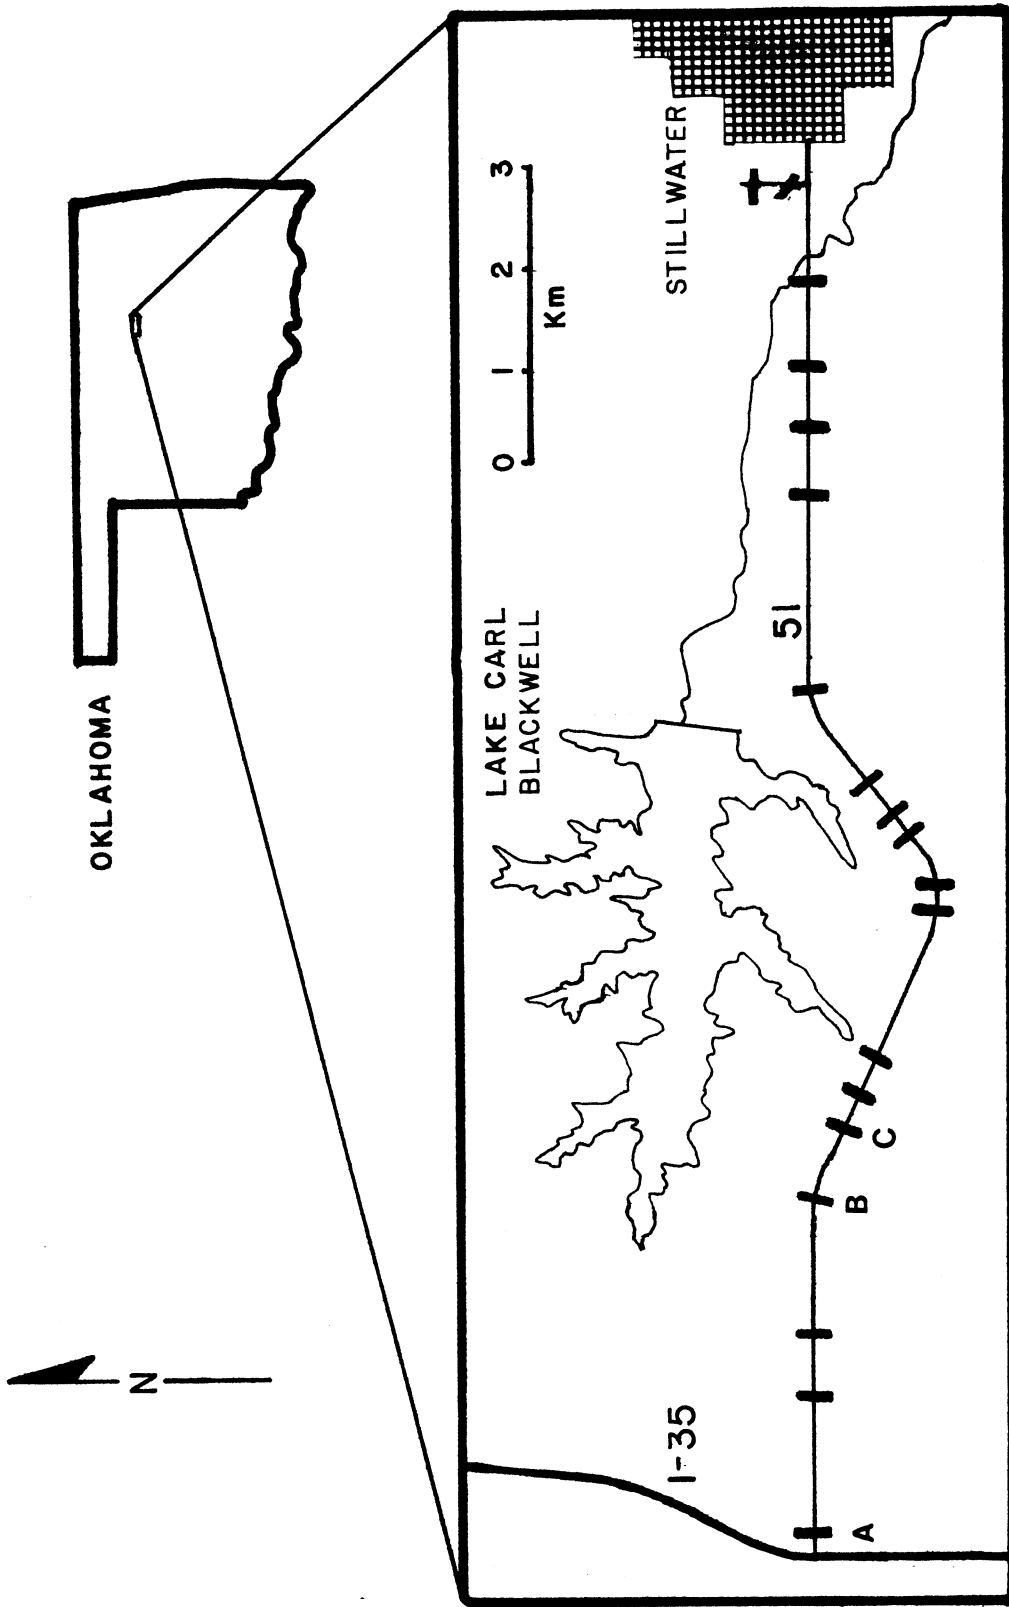 OKLAHOMA
N
LAKE CARL
BLACKWELL
0 1 2 3
Km
STILLWATER
I-35
51
A
B
C